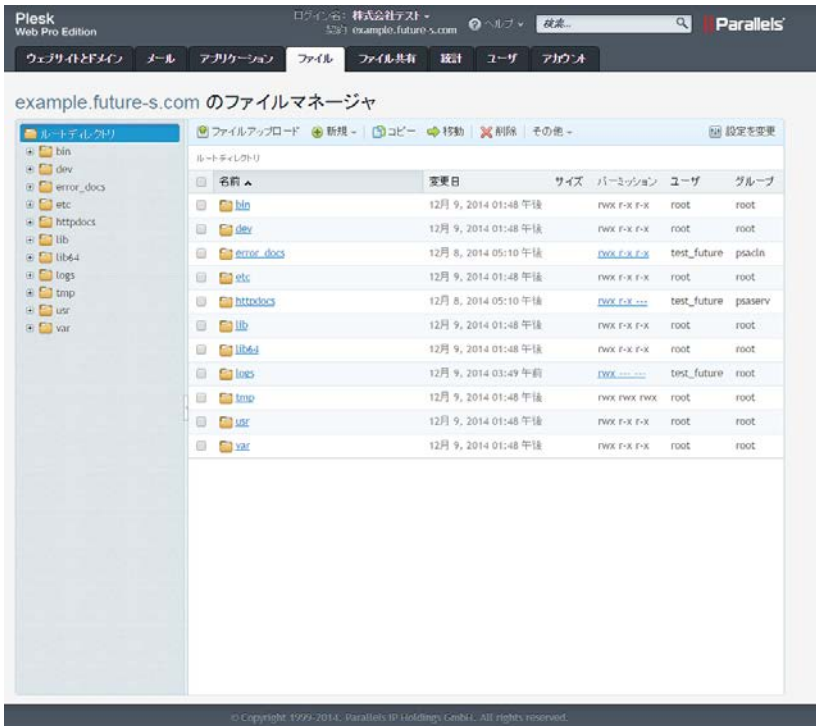 Plesk
Web Pro Edition
ログイン名: 株式会社テスト
契約 example.future-s.com
ヘルプ
検索...
Parallels
ウェブサイトとドメイン メール アプリケーション ファイル ファイル共有 統計 ユーザ アカウント
example.future-s.com のファイルマネージャ
ルートディレクトリ
bin
dev
error_docs
etc
httpdocs
lib
lib64
logs
tmp
usr
var
ファイルアップロード 新規 コピー 移動 削除 その他 設定を変更
ルートディレクトリ
名前 変更日 サイズ パーミッション ユーザ グループ
bin 12月 9, 2014 01:48 午後 rwx r-x r-x root root
dev 12月 9, 2014 01:48 午後 rwx r-x r-x root root
error_docs 12月 8, 2014 05:10 午後 rwx r-x r-x test_future psacln
etc 12月 9, 2014 01:48 午後 rwx r-x r-x root root
httpdocs 12月 8, 2014 05:10 午後 rwx r-x --- test_future psaserv
lib 12月 9, 2014 01:48 午後 rwx r-x r-x root root
lib64 12月 9, 2014 01:48 午後 rwx r-x r-x root root
logs 12月 9, 2014 03:49 午前 rwx --- --- test_future root
tmp 12月 9, 2014 01:48 午後 rwx rwx rwx root root
usr 12月 9, 2014 01:48 午後 rwx r-x r-x root root
var 12月 9, 2014 01:48 午後 rwx r-x r-x root root
© Copyright 1999-2014, Parallels IP Holdings GmbH. All rights reserved.